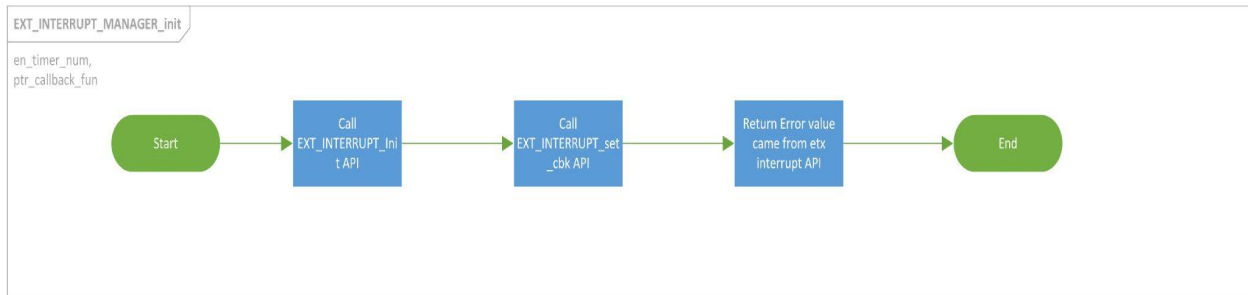 EXT_INTERRUPT_MANAGER_init
en_timer_num,
ptr_callback_fun
Start
Call
EXT_INTERRUPT_Ini
t API
Call
EXT_INTERRUPT_set
_cbk API
Return Error value
came from etx
interrupt API
End